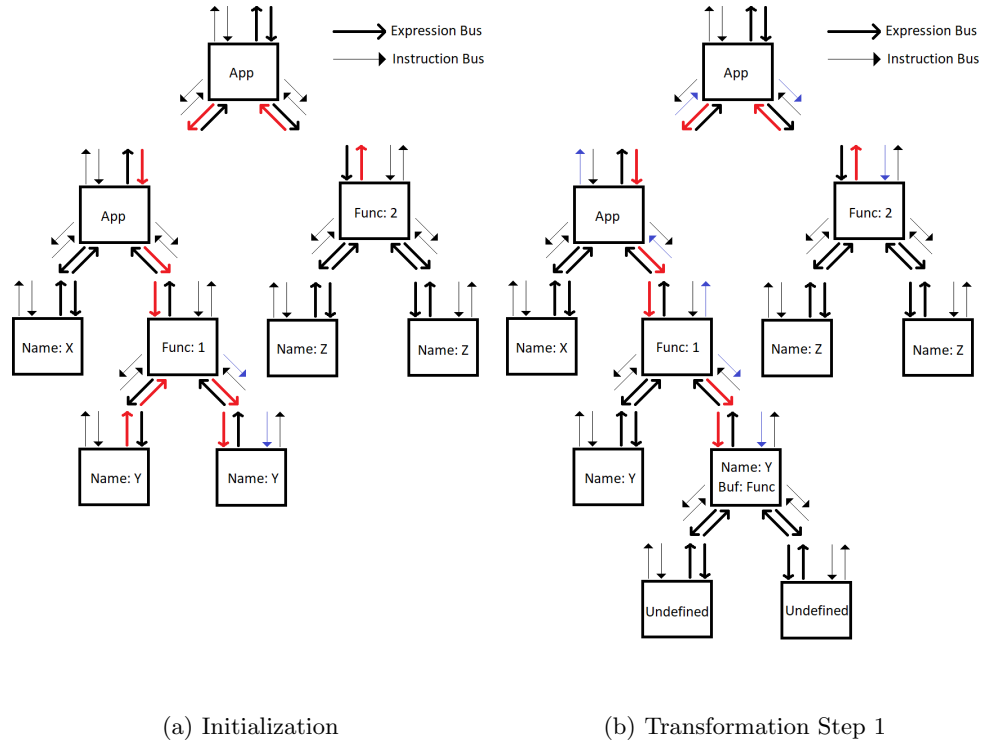 Expression Bus
Instruction Bus
App
App
Func: 2
Name: X
Func: 1
Name: Z
Name: Z
Name: Y
Name: Y
(a) Initialization
Expression Bus
Instruction Bus
App
App
Func: 2
Name: X
Func: 1
Name: Z
Name: Z
Name: Y
Name: Y
Buf: Func
Undefined
Undefined
(b) Transformation Step 1